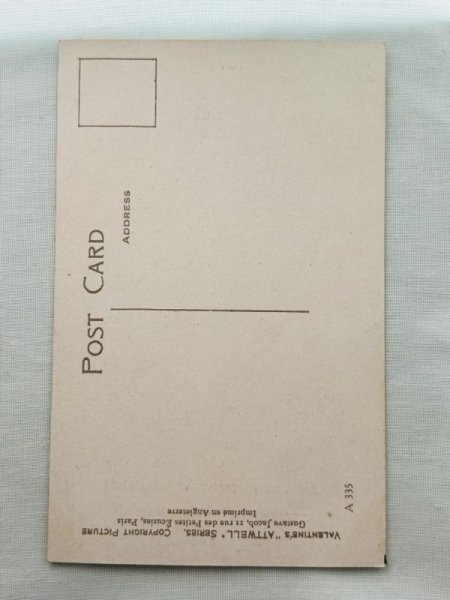 POST CARD
ADDRESS
VALENTINE'S "ATTWELL" SERIES. COPYRIGHT PICTURE
Gustave Jacob, 11 rue des Petites Écuries, Paris
Imprimé en Angleterre
A 335